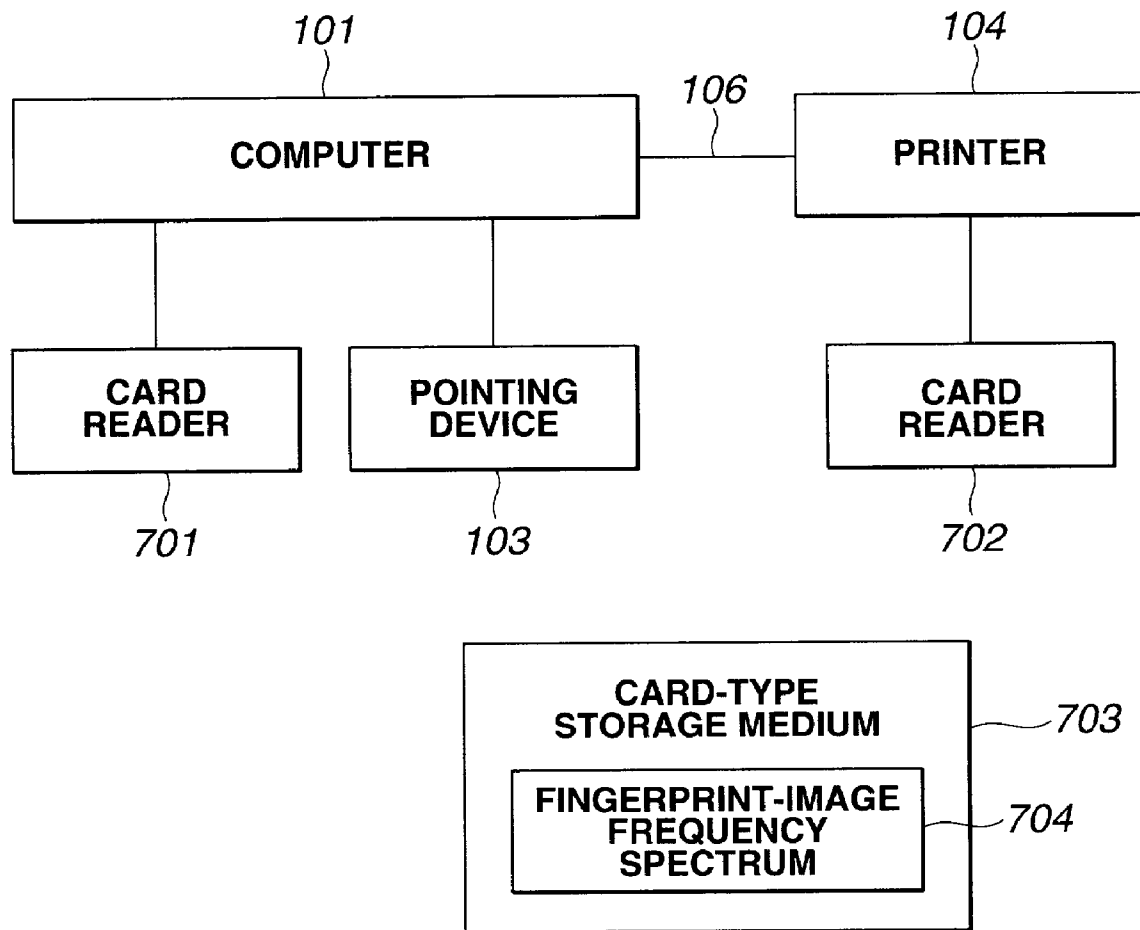 101
104
106
COMPUTER
PRINTER
CARD
READER
POINTING
DEVICE
CARD
READER
701
103
702
CARD-TYPE
STORAGE MEDIUM
703
FINGERPRINT-IMAGE
FREQUENCY
SPECTRUM
704